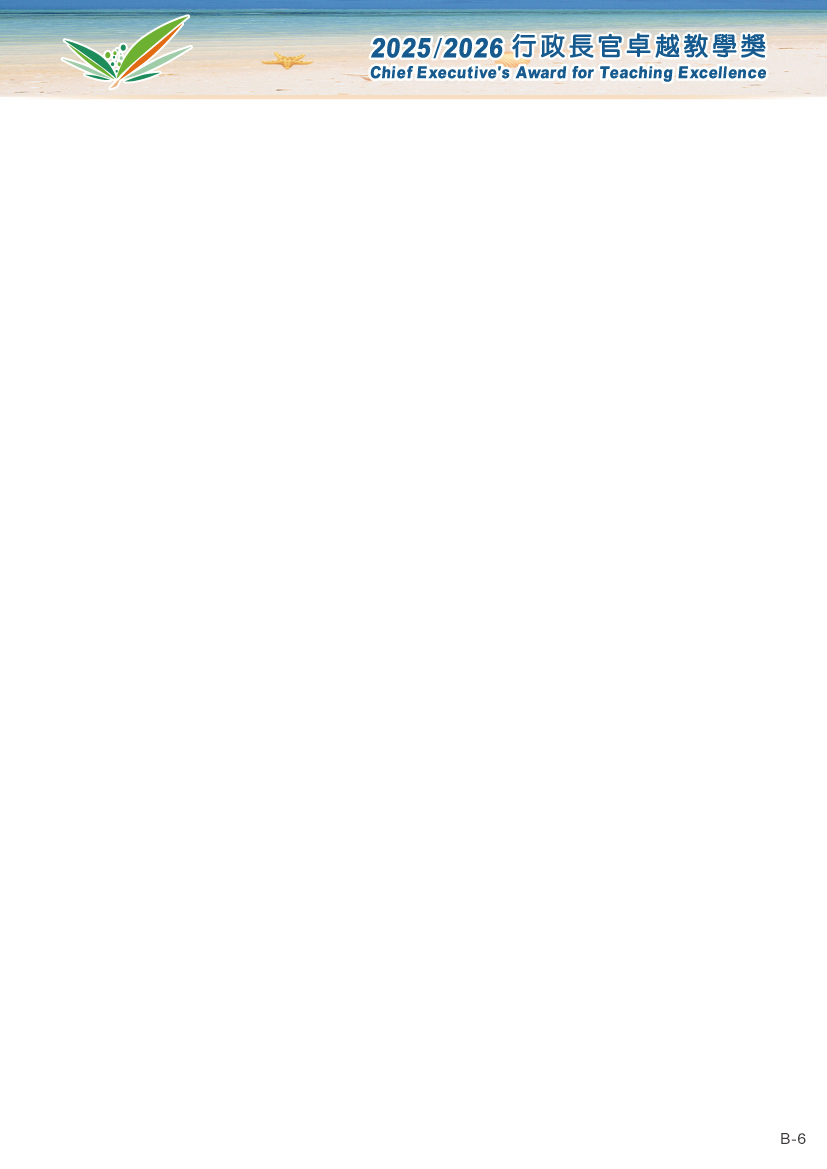 2025/2026 行政長官卓越教學獎
Chief Executive's Award for Teaching Excellence
B-6